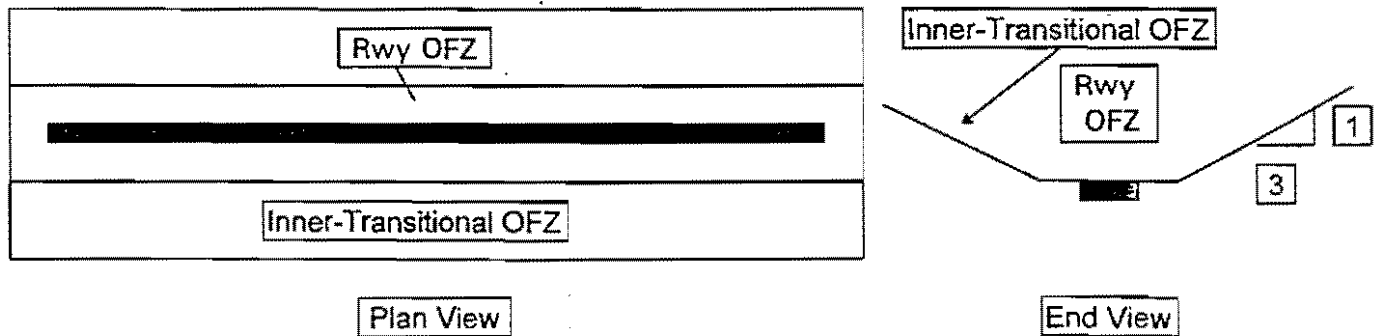 Rwy OFZ
Inner-Transitional OFZ
Plan View
Inner-Transitional OFZ
Rwy
OFZ
1
3
End View